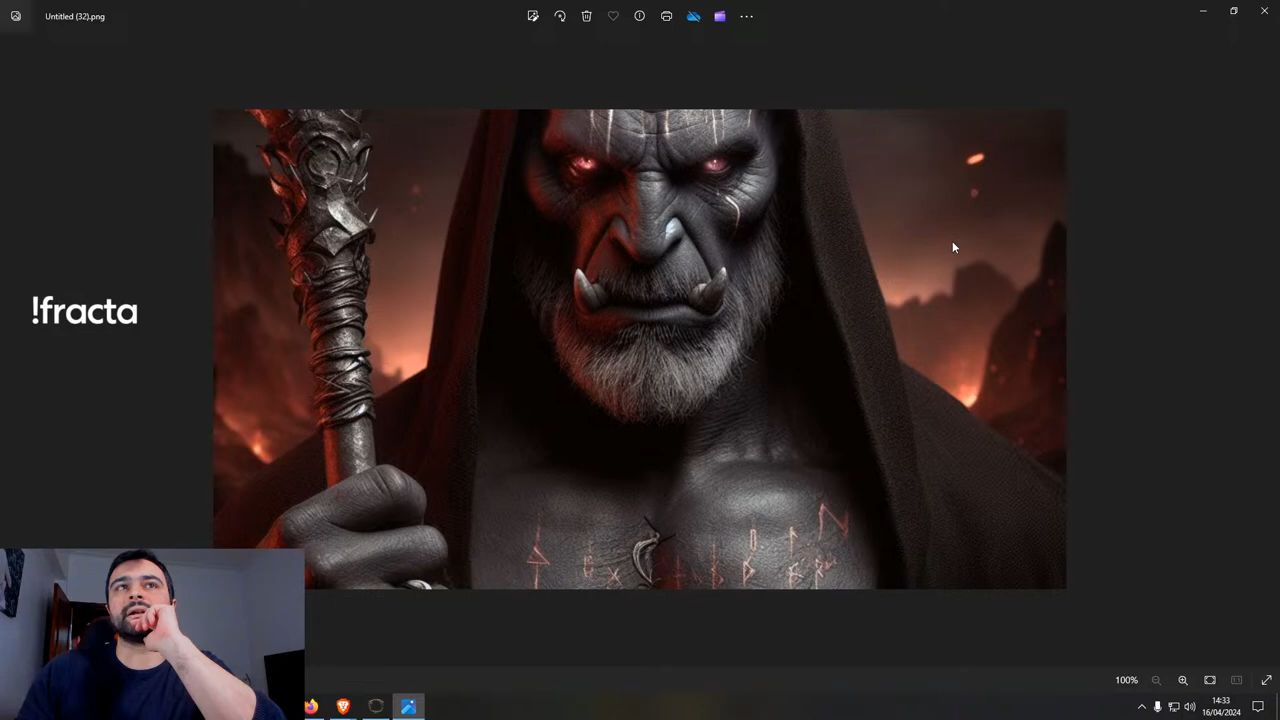 Untitled (32).png
!fracta
100%
14:33
16/04/2024